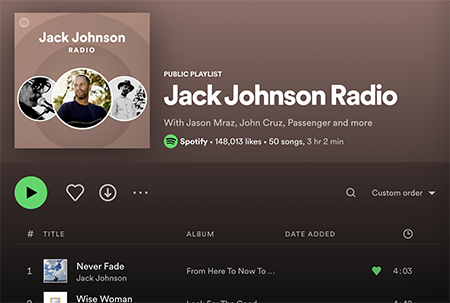 Jack Johnson
RADIO
PUBLIC PLAYLIST
Jack Johnson Radio
With Jason Mraz, John Cruz, Passenger and more
Spotify • 148,013 likes • 50 songs, 3 hr 2 min
Custom order
# TITLE ALBUM DATE ADDED
1 Never Fade From Here To Now To ... 4:03
Jack Johnson
Wise Woman Look For The Good